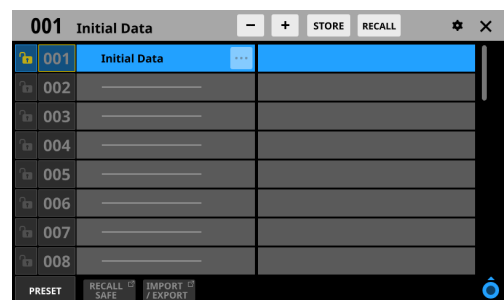 001 Initial Data − + STORE RECALL
001 Initial Data ...
002
003
004
005
006
007
008
PRESET RECALL SAFE IMPORT / EXPORT